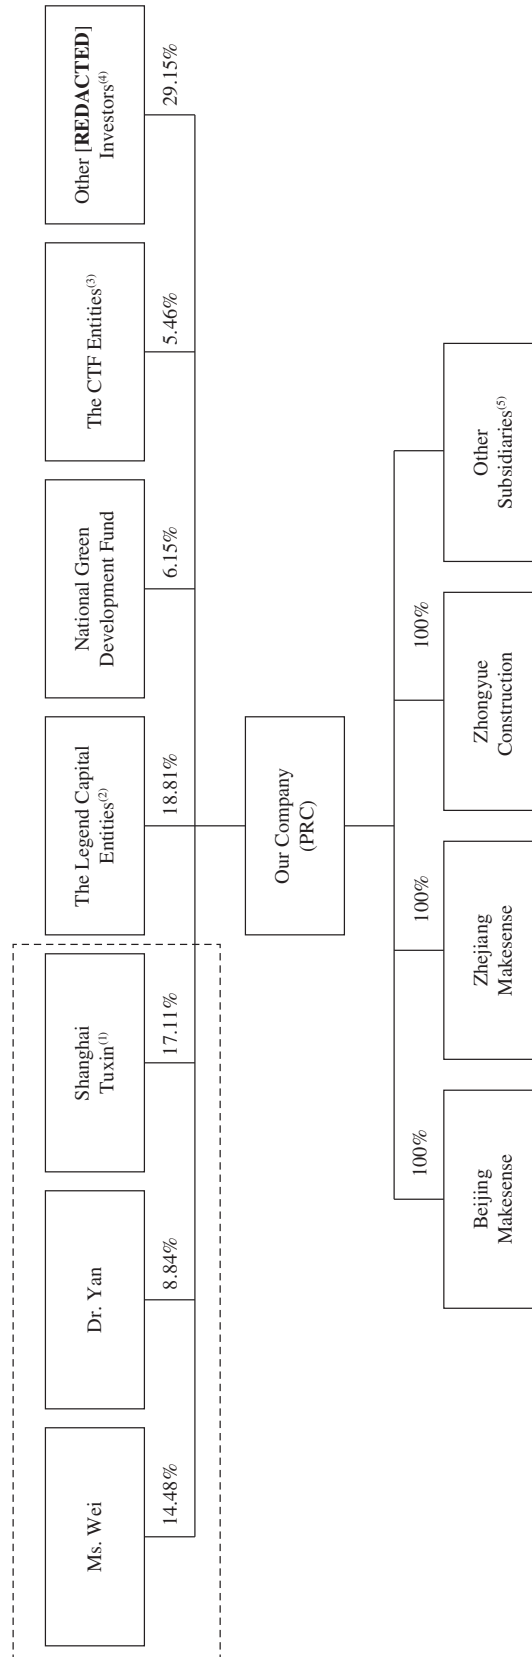 Ms. Wei
Dr. Yan
Shanghai
Tuxin(1)
The Legend Capital
Entities(2)
National Green
Development Fund
The CTF Entities(3)
Other [REDACTED]
Investors(4)
14.48%
8.84%
17.11%
18.81%
6.15%
5.46%
29.15%
Our Company
(PRC)
100%
100%
100%
Beijing
Makesense
Zhejiang
Makesense
Zhongyue
Construction
Other
Subsidiaries(5)